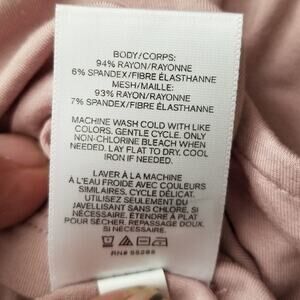 BODY/CORPS:
94% RAYON/RAYONNE
6% SPANDEX/FIBRE ÉLASTHANNE
MESH/MAILLE:
93% RAYON/RAYONNE
7% SPANDEX/FIBRE ÉLASTHANNE
MACHINE WASH COLD WITH LIKE
COLORS. GENTLE CYCLE. ONLY
NON-CHLORINE BLEACH WHEN
NEEDED. LAY FLAT TO DRY. COOL
IRON IF NEEDED.
LAVER À LA MACHINE
À L'EAU FROIDE AVEC COULEURS
SIMILAIRES. CYCLE DÉLICAT.
UTILISEZ SEULEMENT DU
JAVELLISANT SANS CHLORE, SI
NÉCESSAIRE. ÉTENDRE À PLAT
POUR SÉCHER. REPASSAGE DOUX,
SI NÉCESSAIRE.
RN#